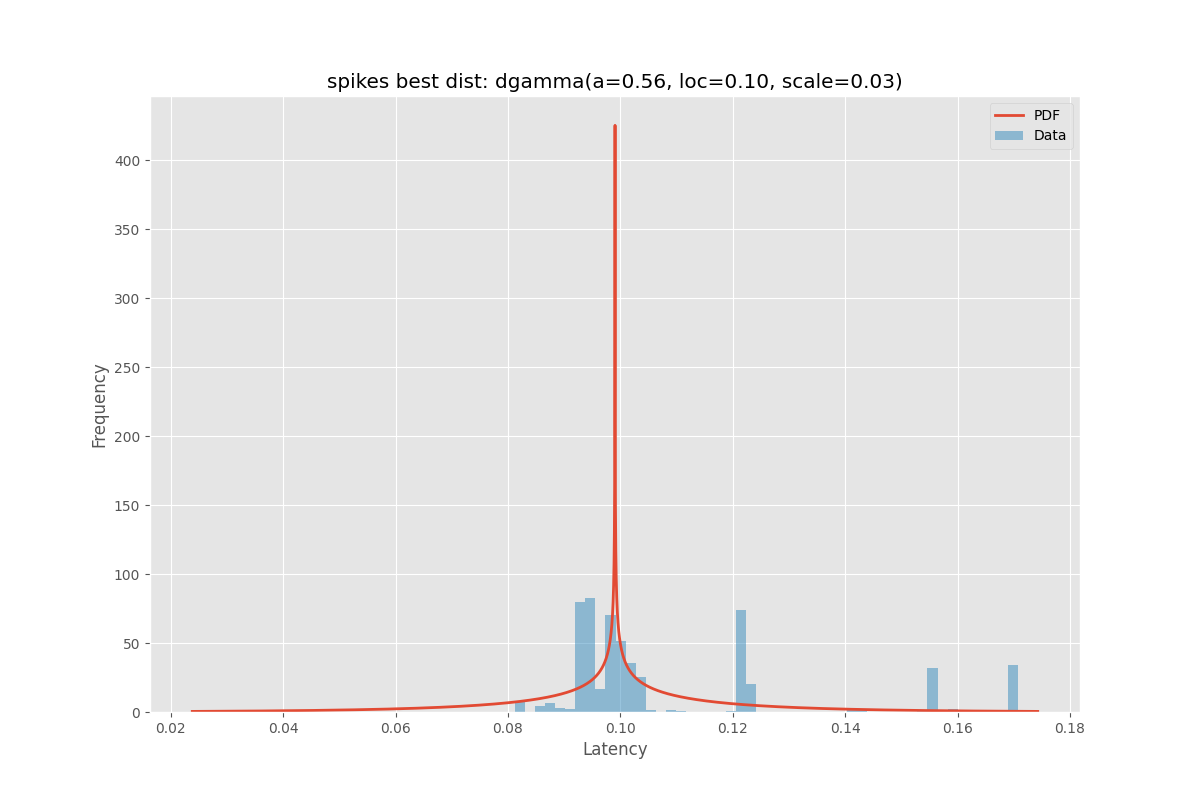 spikes best dist: dgamma(a=0.56, loc=0.10, scale=0.03)
PDF
Data
400
350
300
250
200
150
100
50
0
Frequency
0.02 0.04 0.06 0.08 0.10 0.12 0.14 0.16 0.18
Latency